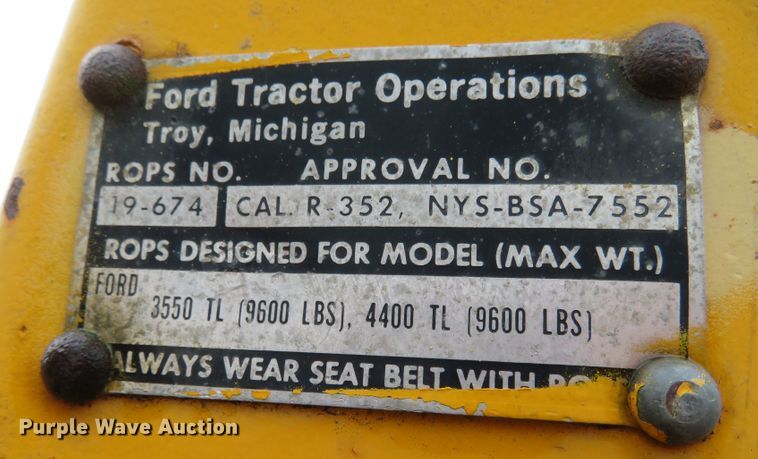 Ford Tractor Operations
Troy, Michigan
ROPS NO. APPROVAL NO.
19-674 CAL. R-352, NYS-BSA-7552
ROPS DESIGNED FOR MODEL (MAX WT.)
FORD
3550 TL (9600 LBS), 4400 TL (9600 LBS)
ALWAYS WEAR SEAT BELT WITH
Purple Wave Auction